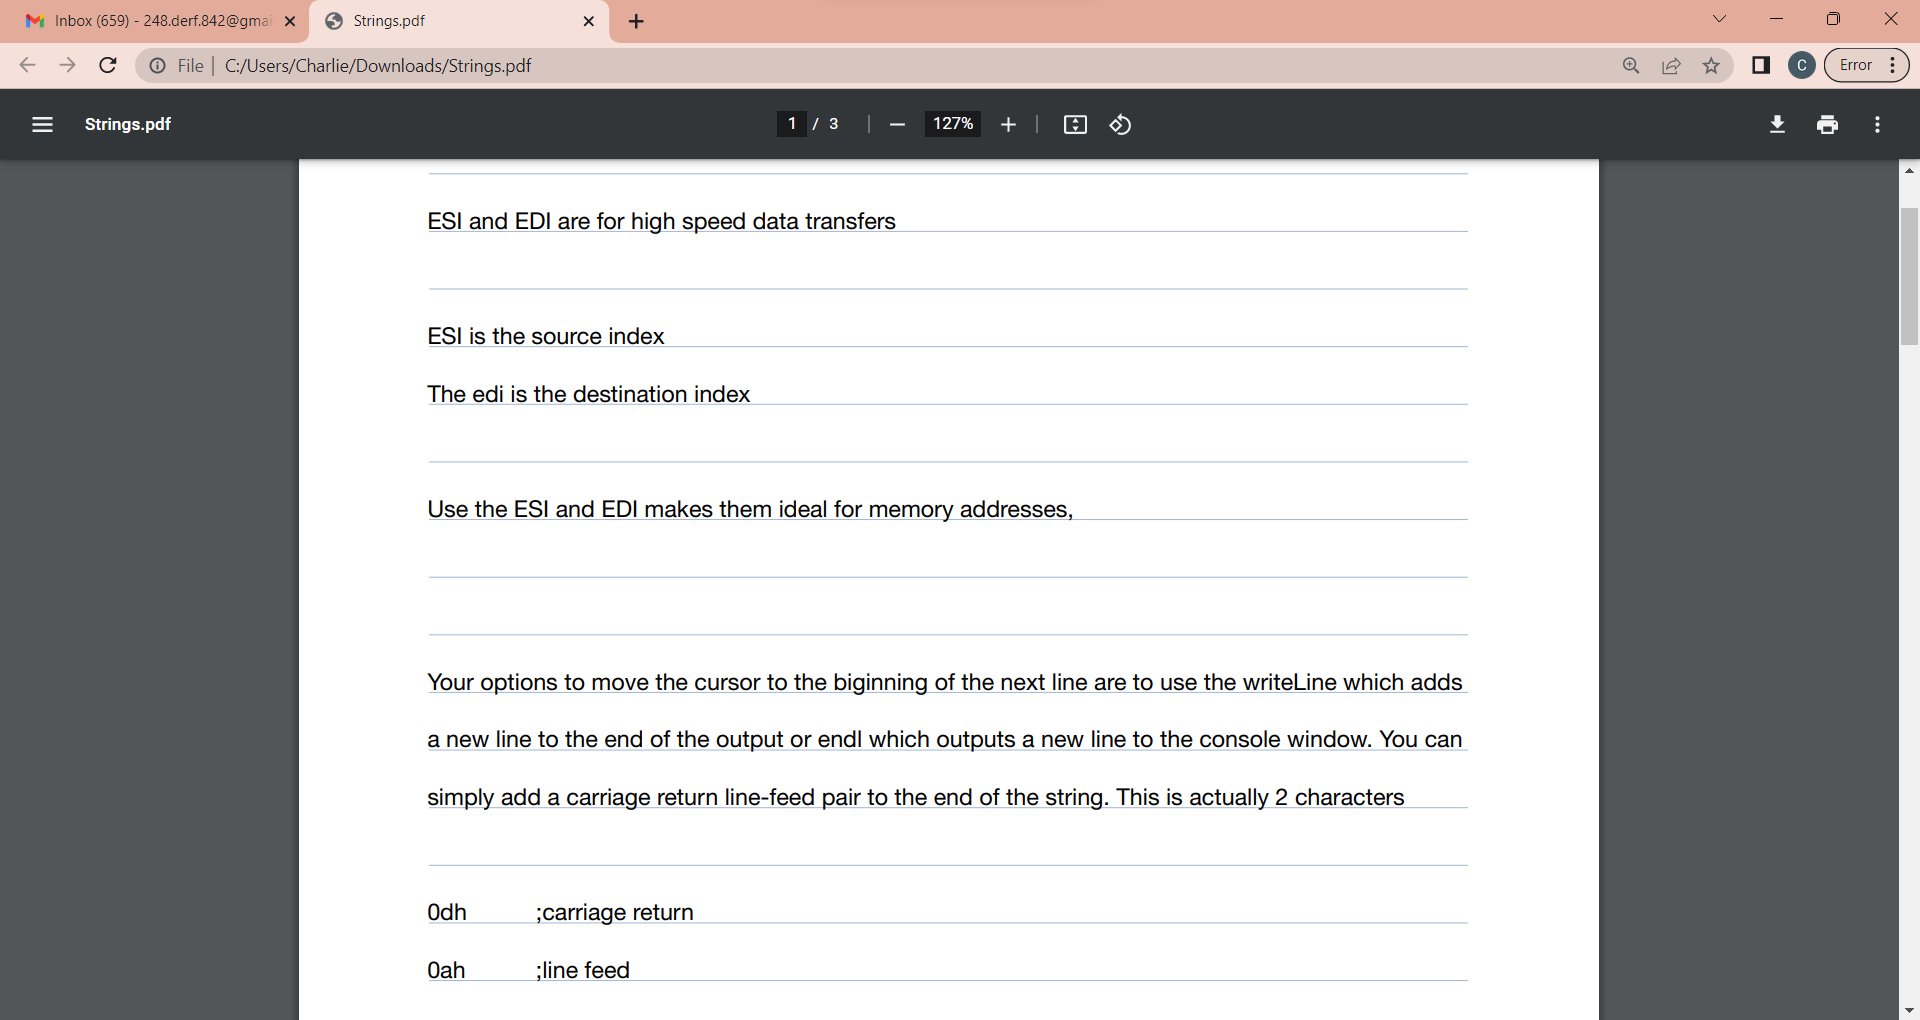 Inbox (659) - 248.derf.842@gmai
Strings.pdf
File | C:/Users/Charlie/Downloads/Strings.pdf
C
Error
Strings.pdf
1 / 3
127%
ESI and EDI are for high speed data transfers
ESI is the source index
The edi is the destination index
Use the ESI and EDI makes them ideal for memory addresses,
Your options to move the cursor to the biginning of the next line are to use the writeLine which adds
a new line to the end of the output or endl which outputs a new line to the console window. You can
simply add a carriage return line-feed pair to the end of the string. This is actually 2 characters
0dh ;carriage return
0ah ;line feed